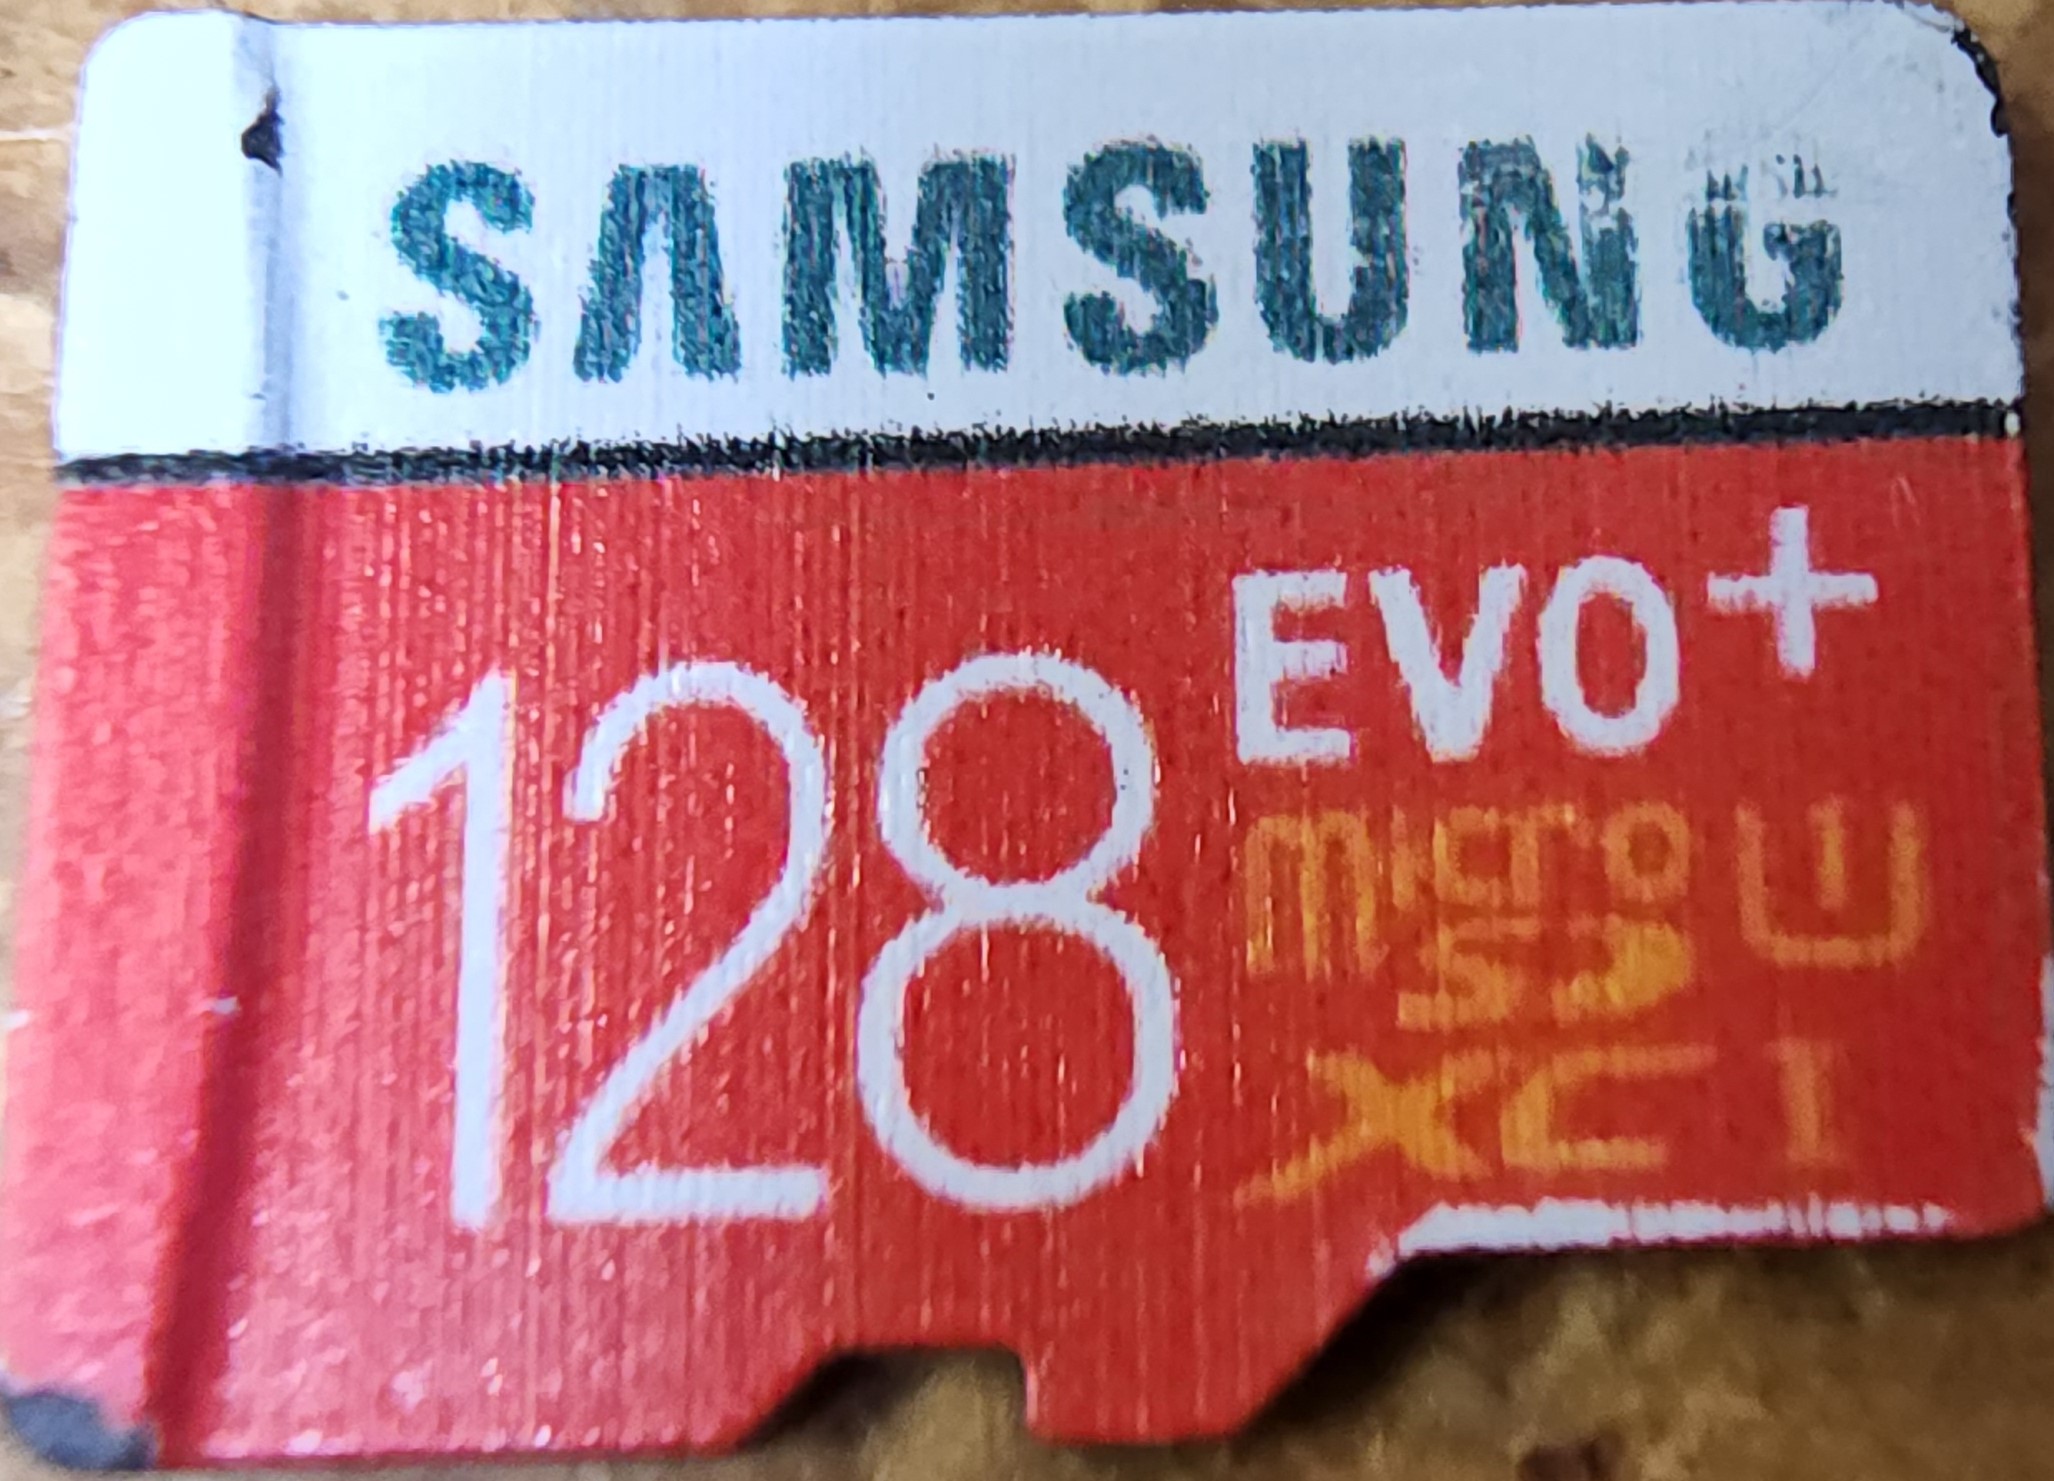 SAMSUNG
EVO+
128
micro
SD
XC I
1